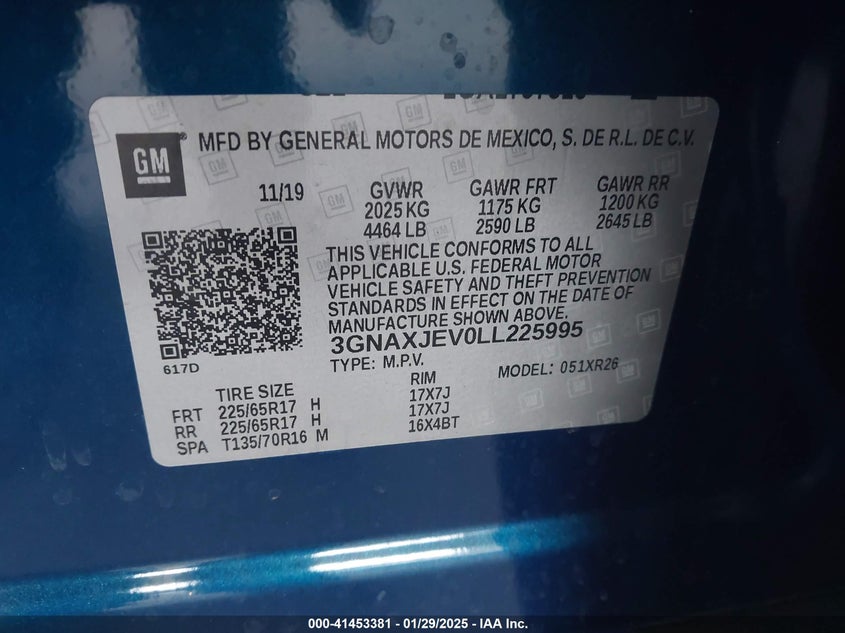 GM
MFD BY GENERAL MOTORS DE MEXICO, S. DE R.L. DE C.V.
11/19 GVWR GAWR FRT GAWR RR
2025 KG 1175 KG 1200 KG
4464 LB 2590 LB 2645 LB
THIS VEHICLE CONFORMS TO ALL
APPLICABLE U.S. FEDERAL MOTOR
VEHICLE SAFETY AND THEFT PREVENTION
STANDARDS IN EFFECT ON THE DATE OF
MANUFACTURE SHOWN ABOVE.
3GNAXJEV0LL225995
617D
TYPE: M.P.V. MODEL: 051XR26
TIRE SIZE RIM
FRT 225/65R17 H 17X7J
RR 225/65R17 H 17X7J
SPA T135/70R16 M 16X4BT
000-41453381 | 01/29/2025 - IAA Inc.